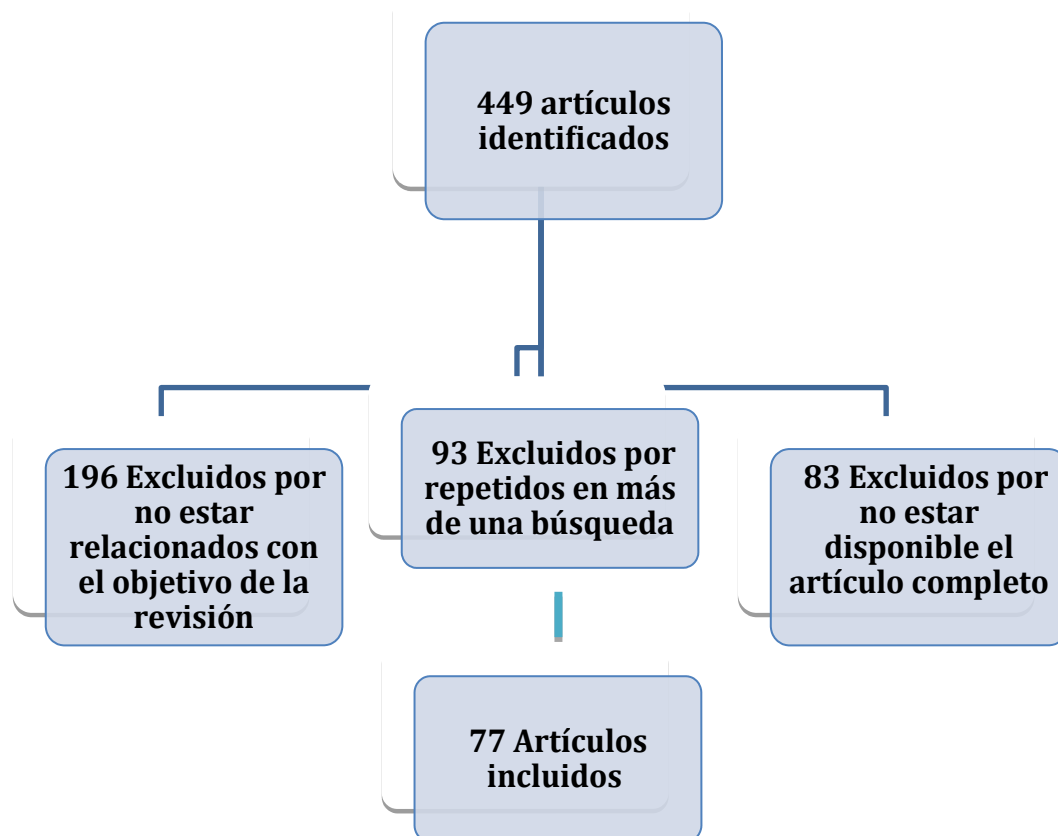 449 artículos
identificados
196 Excluidos por
no estar
relacionados con
el objetivo de la
revisión
93 Excluidos por
repetidos en más
de una búsqueda
83 Excluidos por
no estar
disponible el
artículo completo
77 Artículos
incluidos